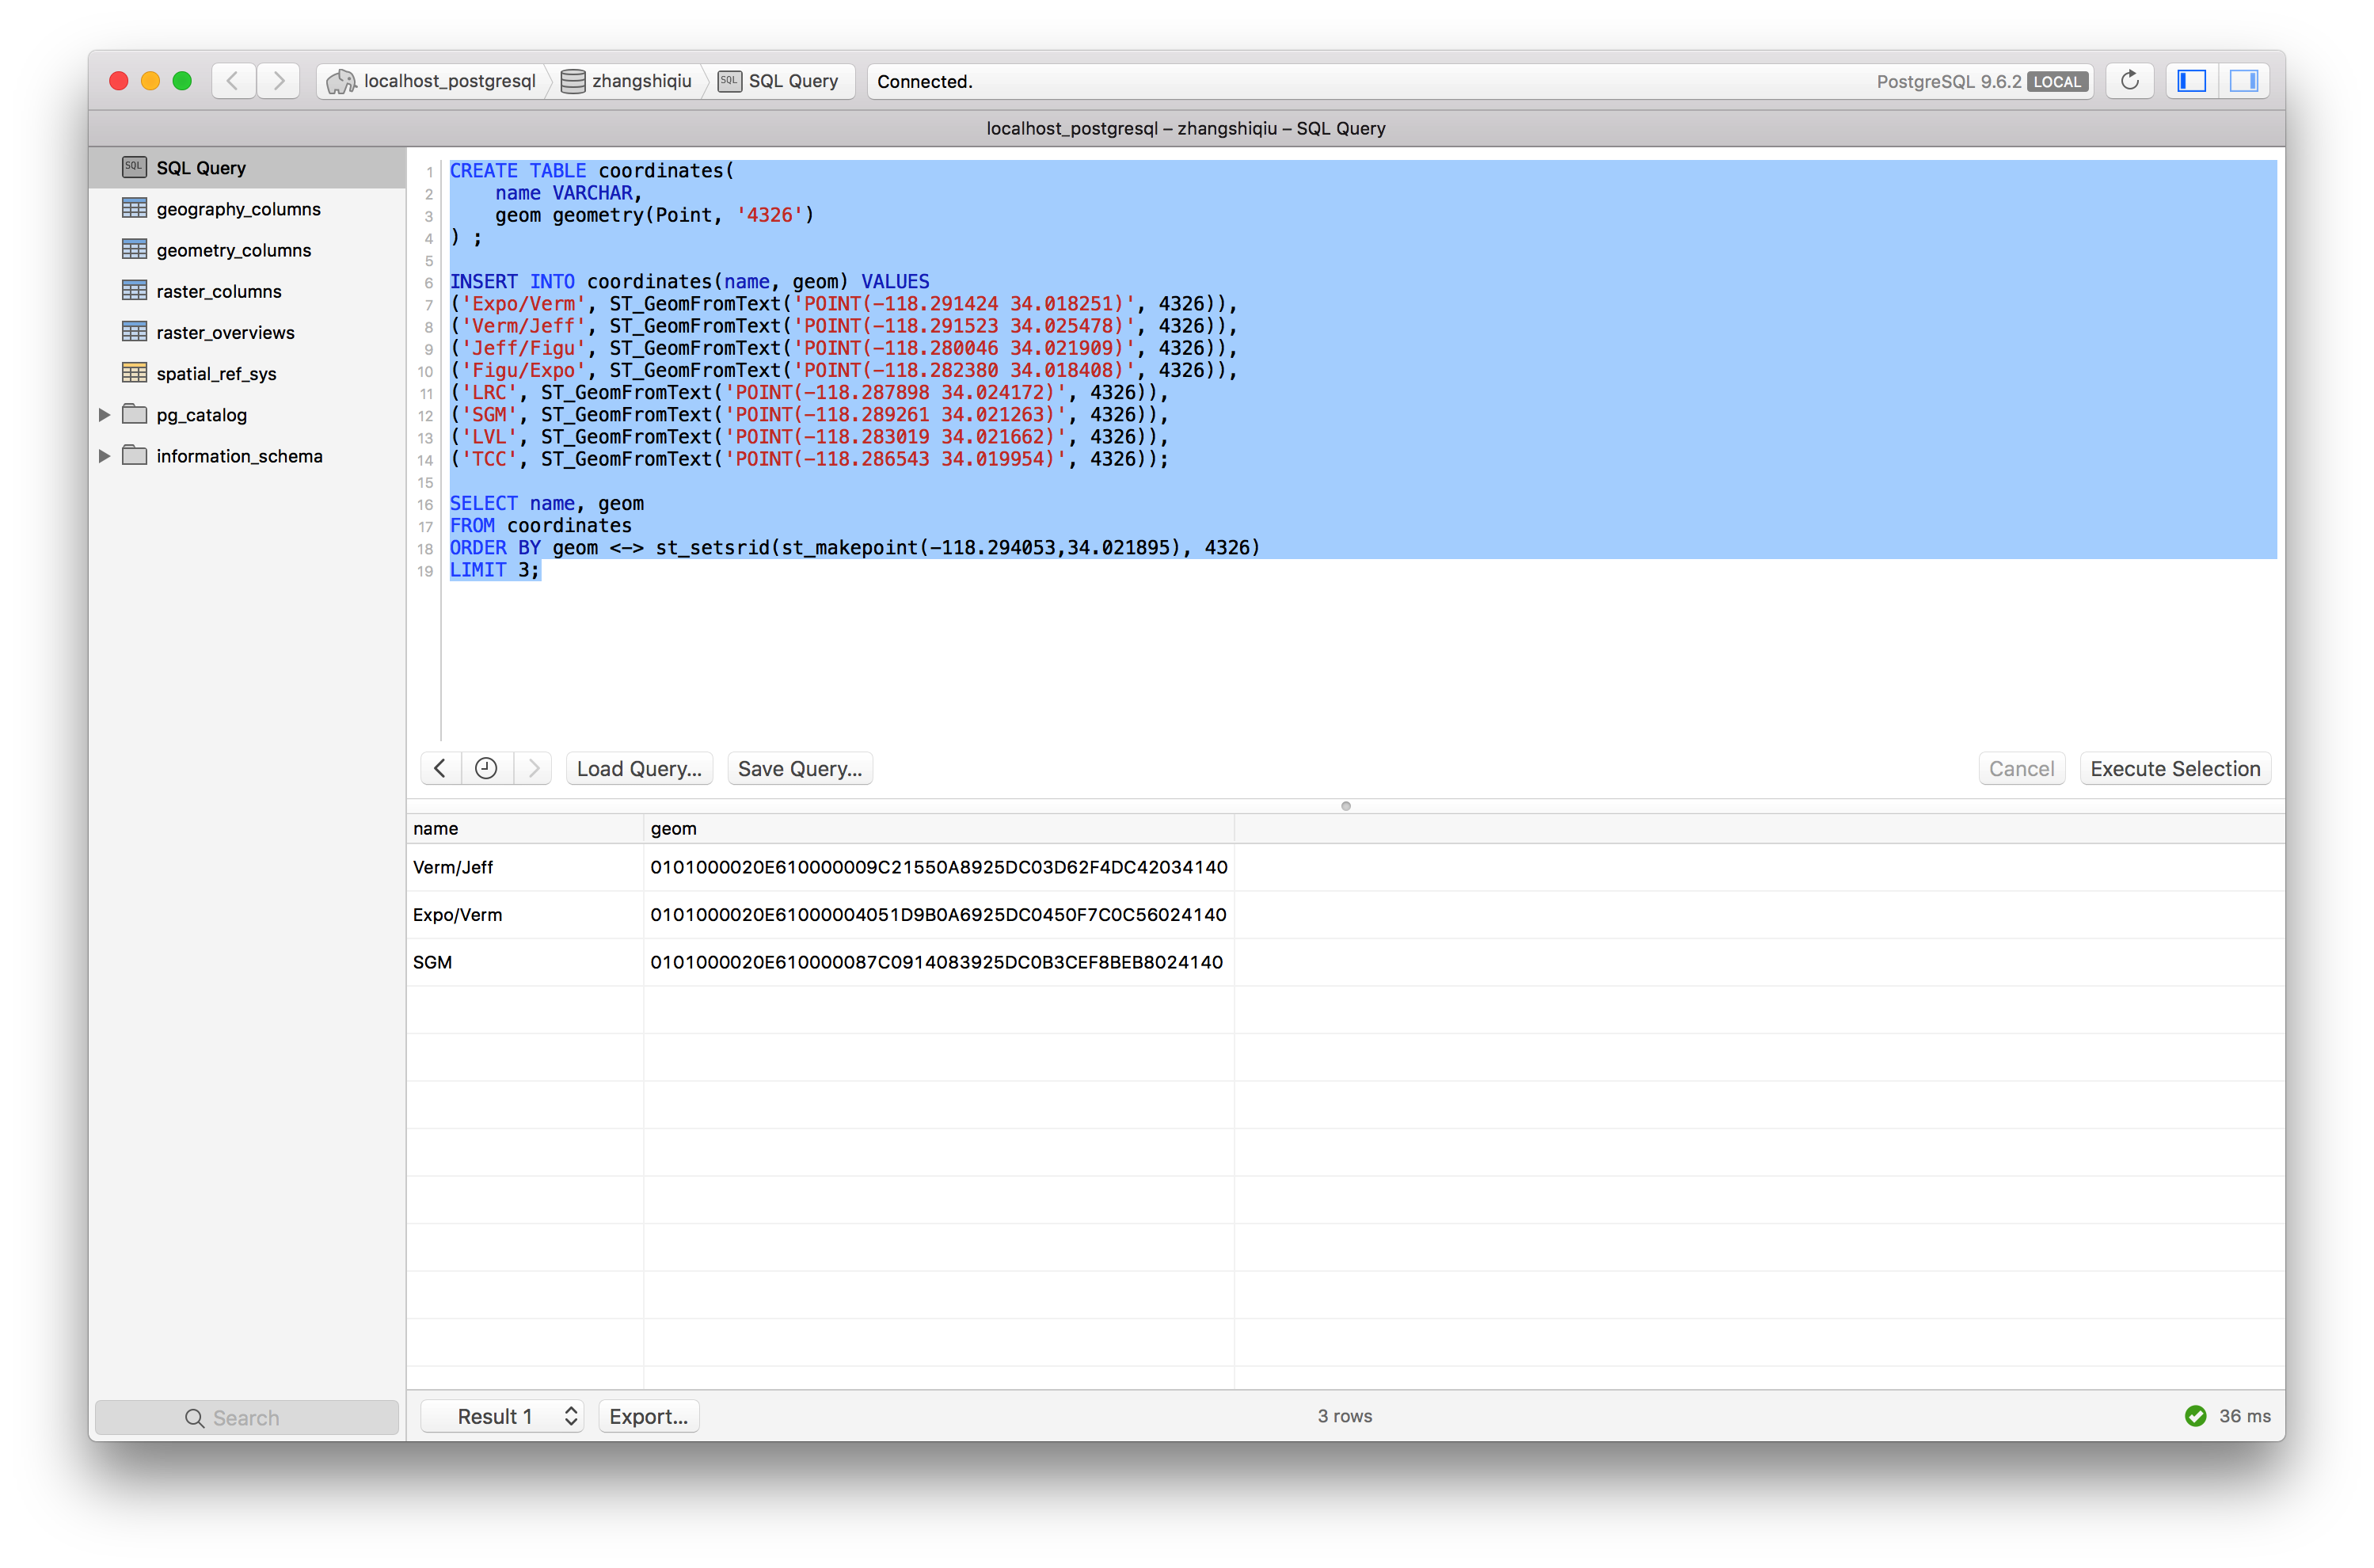 localhost_postgresql zhangshiqiu SQL SQL Query Connected. PostgreSQL 9.6.2 LOCAL
localhost_postgresql – zhangshiqiu – SQL Query
SQL SQL Query
geography_columns
geometry_columns
raster_columns
raster_overviews
spatial_ref_sys
pg_catalog
information_schema
Search
1 CREATE TABLE coordinates(
2 name VARCHAR,
3 geom geometry(Point, '4326')
4 ) ;
5
6 INSERT INTO coordinates(name, geom) VALUES
7 ('Expo/Verm', ST_GeomFromText('POINT(-118.291424 34.018251)', 4326)),
8 ('Verm/Jeff', ST_GeomFromText('POINT(-118.291523 34.025478)', 4326)),
9 ('Jeff/Figu', ST_GeomFromText('POINT(-118.280046 34.021909)', 4326)),
10 ('Figu/Expo', ST_GeomFromText('POINT(-118.282380 34.018408)', 4326)),
11 ('LRC', ST_GeomFromText('POINT(-118.287898 34.024172)', 4326)),
12 ('SGM', ST_GeomFromText('POINT(-118.289261 34.021263)', 4326)),
13 ('LVL', ST_GeomFromText('POINT(-118.283019 34.021662)', 4326)),
14 ('TCC', ST_GeomFromText('POINT(-118.286543 34.019954)', 4326));
15
16 SELECT name, geom
17 FROM coordinates
18 ORDER BY geom <-> st_setsrid(st_makepoint(-118.294053,34.021895), 4326)
19 LIMIT 3;
Load Query... Save Query... Cancel Execute Selection
name geom
Verm/Jeff 0101000020E610000009C21550A8925DC03D62F4DC42034140
Expo/Verm 0101000020E61000004051D9B0A6925DC0450F7C0C56024140
SGM 0101000020E610000087C0914083925DC0B3CEF8BEB8024140
Result 1 Export... 3 rows 36 ms